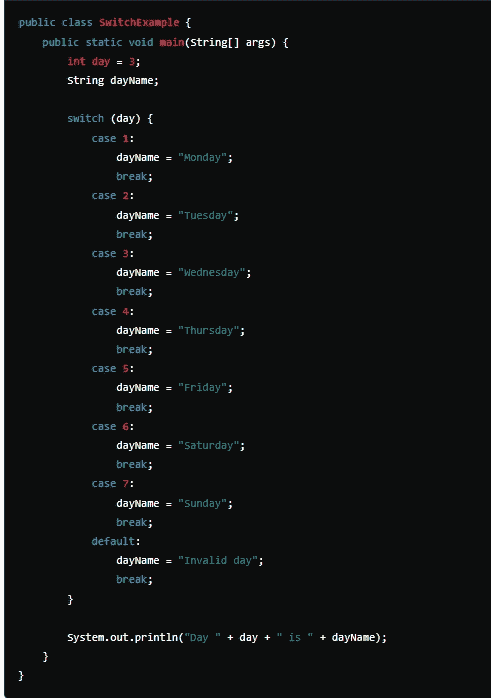 public class SwitchExample {
    public static void main(String[] args) {
        int day = 3;
        String dayName;

        switch (day) {
            case 1:
                dayName = "Monday";
                break;
            case 2:
                dayName = "Tuesday";
                break;
            case 3:
                dayName = "Wednesday";
                break;
            case 4:
                dayName = "Thursday";
                break;
            case 5:
                dayName = "Friday";
                break;
            case 6:
                dayName = "Saturday";
                break;
            case 7:
                dayName = "Sunday";
                break;
            default:
                dayName = "Invalid day";
                break;
        }

        System.out.println("Day " + day + " is " + dayName);
    }
}